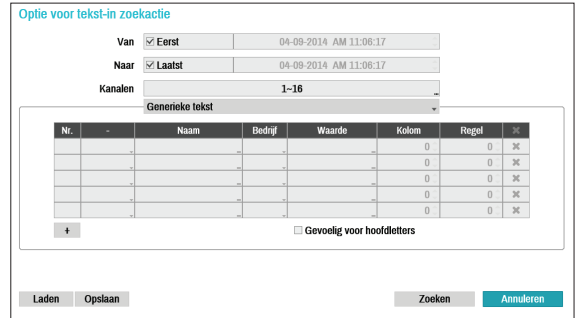 Optie voor tekst-in zoekactie
Van Eerst 04-09-2014 AM 11:06:17
Naar Laatst 04-09-2014 AM 11:06:17
Kanalen 1~16 ...
Generieke tekst
Nr. - Naam Bedrijf Waarde Kolom Regel ✖
... ... 0 0 ✖
... ... 0 0 ✖
... ... 0 0 ✖
... ... 0 0 ✖
... ... 0 0 ✖
+ Gevoelig voor hoofdletters
Laden Opslaan Zoeken Annuleren